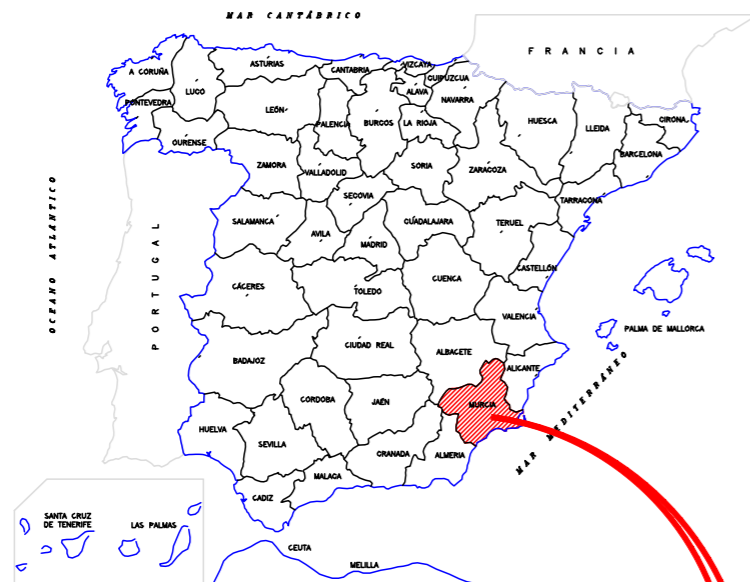 MAR CANTÁBRICO
FRANCIA
A CORUÑA
LUGO
ASTÚRIAS
CANTABRIA
VIZCAYA
GUIPUZCUA
ALAVA
NAVARRA
PONTEVEDRA
OURENSE
LEÓN
PALENCIA
BURGOS
LA RIOJA
HUESCA
LLEIDA
GIRONA
BARCELONA
ZAMORA
VALLADOLID
SORIA
ZARAGOZA
TARRAGONA
SEGOVIA
SALAMANCA
AVILA
MADRID
GUADALAJARA
TERUEL
CASTELLÓN
OCEANO ATLÁNTICO
PORTUGAL
CÁCERES
TOLEDO
CUENCA
VALENCIA
PALMA DE MALLORCA
BADAJOZ
CIUDAD REAL
ALBACETE
ALICANTE
MAR MEDITERRÁNEO
HUELVA
SEVILLA
CORDOBA
JAÉN
MURCIA
GRANADA
ALMERIA
MALAGA
CADIZ
SANTA CRUZ
DE TENERIFE
LAS PALMAS
CEUTA
MELILLA